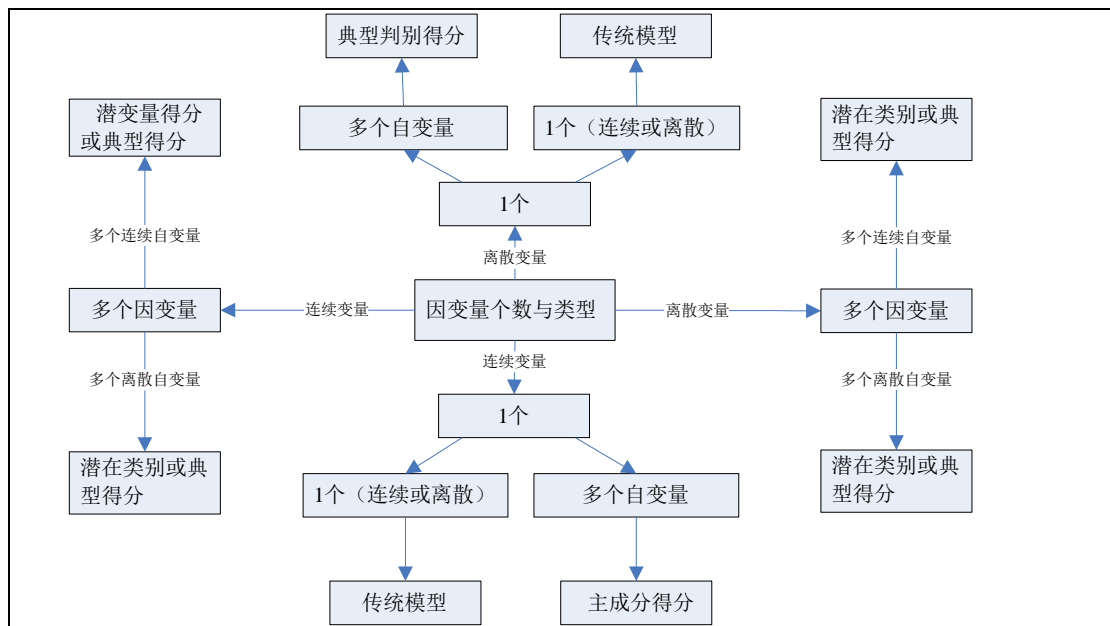 典型判别得分
传统模型
潜变量得分
或典型得分
多个自变量
1个（连续或离散）
潜在类别或典
型得分
1个
多个连续自变量
多个连续自变量
离散变量
多个因变量
连续变量
因变量个数与类型
离散变量
多个因变量
连续变量
多个离散自变量
多个离散自变量
1个
潜在类别或典
型得分
1个（连续或离散）
多个自变量
潜在类别或典
型得分
传统模型
主成分得分